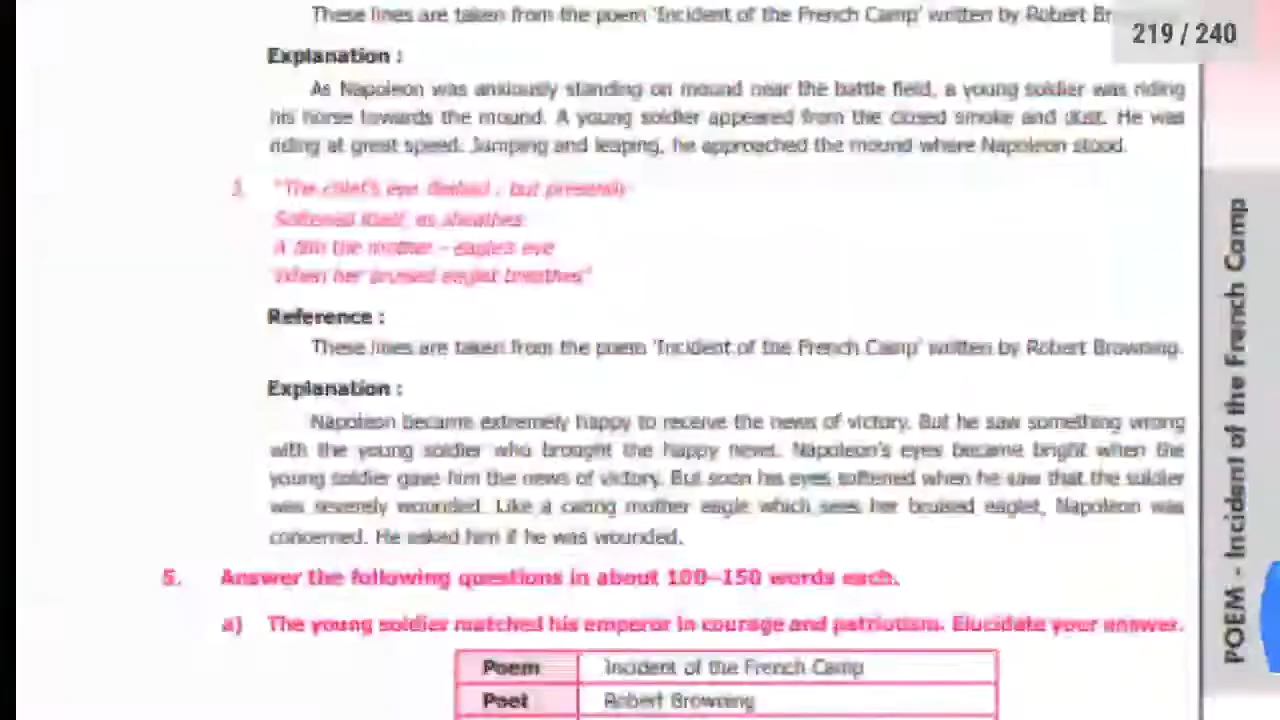 These lines are taken from the poem 'Incident of the French Camp' written by Robert
219 / 240
Explanation :
As Napoleon was anxiously standing on mound near the battle field, a young soldier was riding
his horse towards the mound. A young soldier appeared from the closed smoke and dust. He was
riding at great speed. Jumping and leaping, he approached the mound where Napoleon stood.
"The chief's eye flashed , but presently
Softened itself, as sheathes
A film the mother - eagle's eye
When her bruised eaglet breathes"
Reference :
These lines are taken from the poem 'Incident of the French Camp' written by Robert Browning.
Explanation :
Napoleon became extremely happy to receive the news of victory. But he saw something wrong
with the young soldier who brought the happy news. Napoleon's eyes became bright when the
young soldier gave him the news of victory. But soon his eyes softened when he saw that the soldier
was severely wounded. Like a caring mother eagle which sees her bruised eaglet, Napoleon was
concerned. He asked him if he was wounded.
5. Answer the following questions in about 100–150 words each.
a) The young soldier matched his emperor in courage and patriotism. Elucidate your answer.
Poem Incident of the French Camp
Poet Robert Browning
POEM - Incident of the French Camp